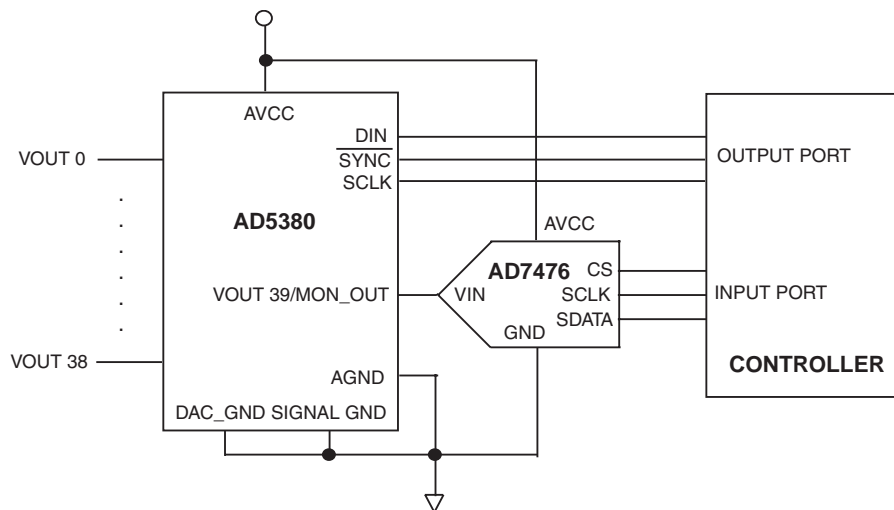 AVCC
DIN
SYNC
SCLK
VOUT 0
AD5380
VOUT 39/MON_OUT
VOUT 38
AGND
DAC_GND SIGNAL GND
AVCC
AD7476
VIN
CS
SCLK
SDATA
GND
OUTPUT PORT
INPUT PORT
CONTROLLER